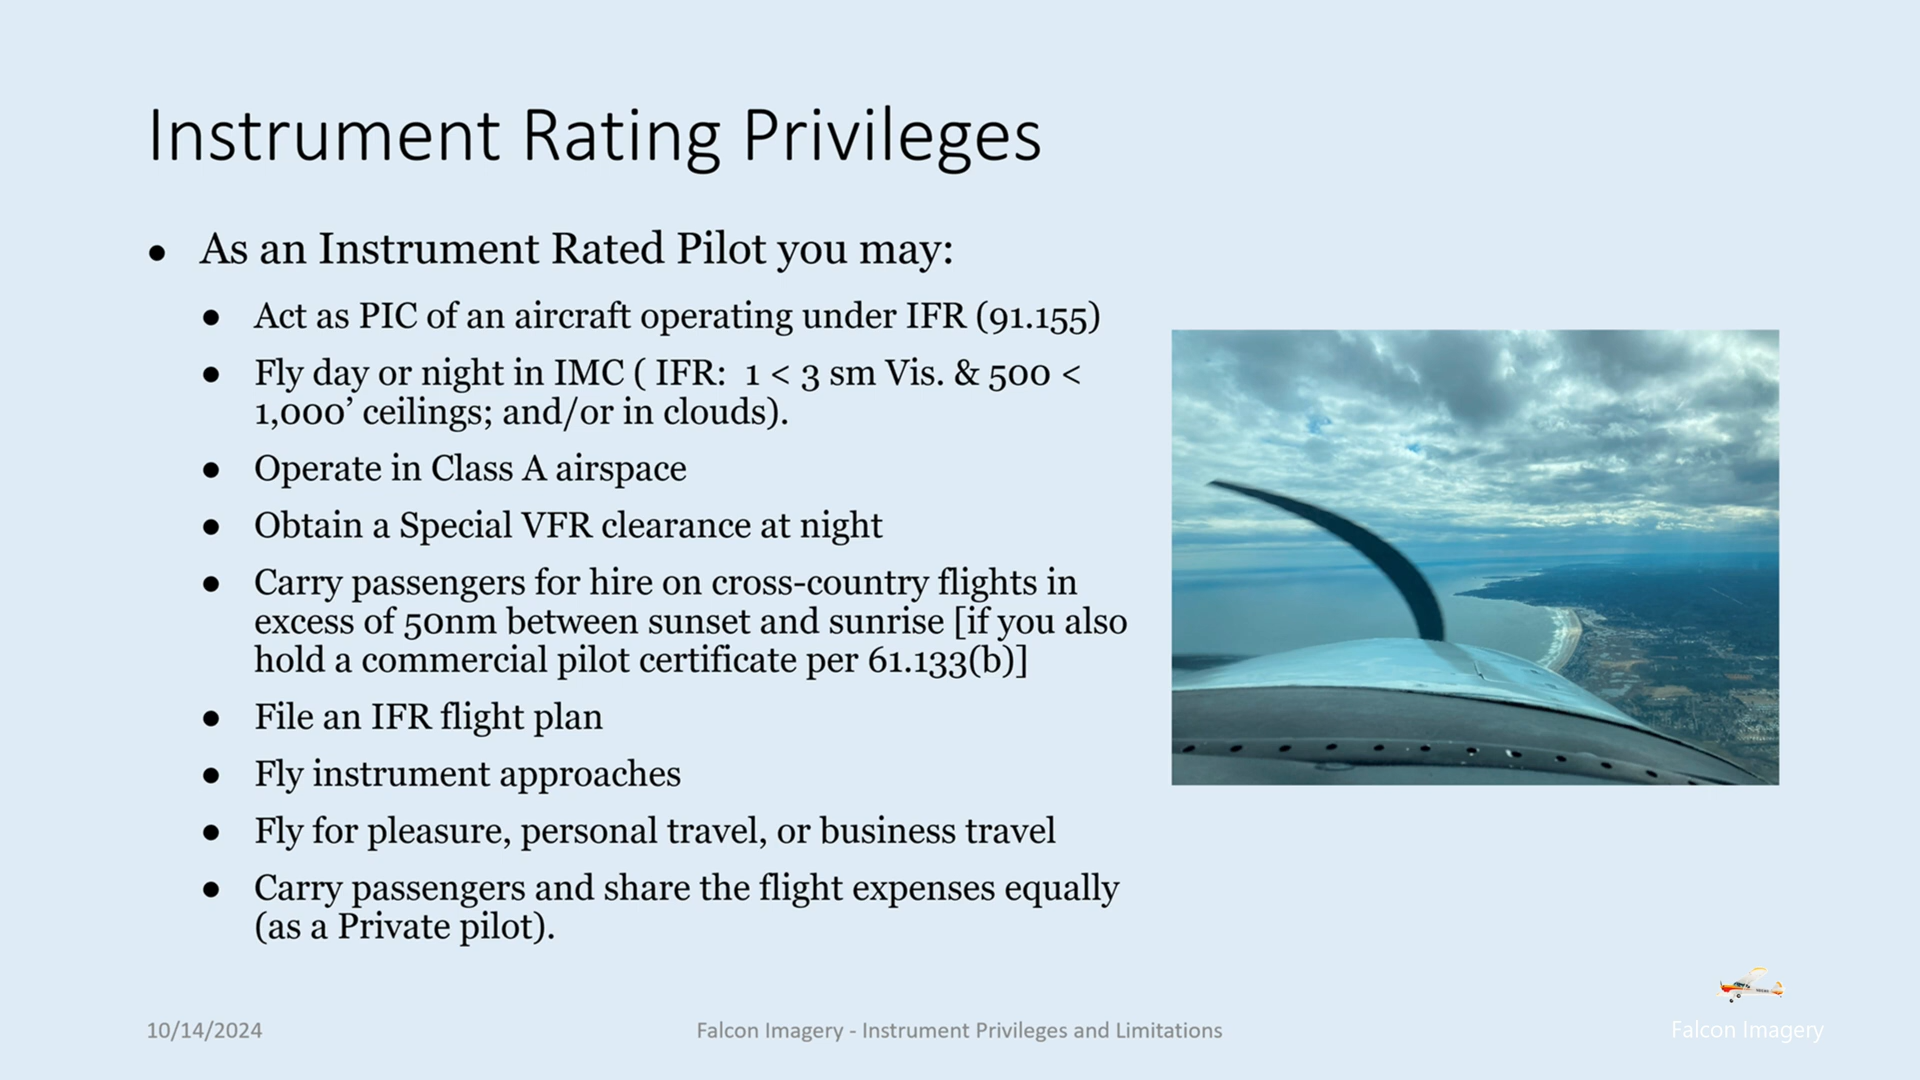 Instrument Rating Privileges
● As an Instrument Rated Pilot you may:
● Act as PIC of an aircraft operating under IFR (91.155)
● Fly day or night in IMC ( IFR:  1 < 3 sm Vis. & 500 <
1,000’ ceilings; and/or in clouds).
● Operate in Class A airspace
● Obtain a Special VFR clearance at night
● Carry passengers for hire on cross-country flights in
excess of 50nm between sunset and sunrise [if you also
hold a commercial pilot certificate per 61.133(b)]
● File an IFR flight plan
● Fly instrument approaches
● Fly for pleasure, personal travel, or business travel
● Carry passengers and share the flight expenses equally
(as a Private pilot).
10/14/2024
Falcon Imagery - Instrument Privileges and Limitations
Falcon Imagery